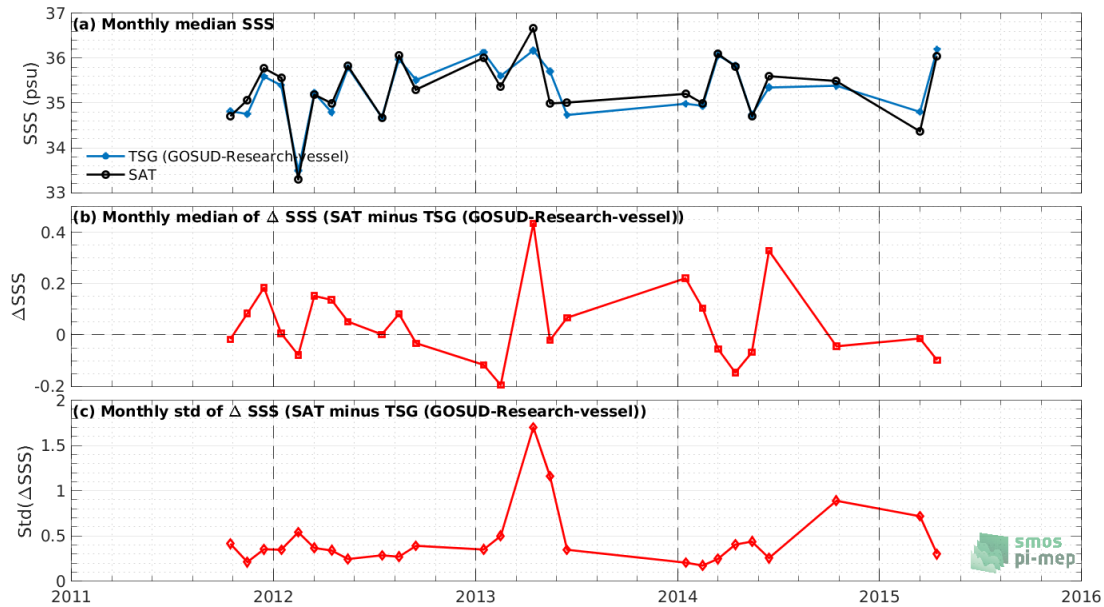 (a) Monthly median SSS
37
36
35
34
33
SSS (psu)
TSG (GOSUD-Research-vessel)
SAT
(b) Monthly median of Δ SSS (SAT minus TSG (GOSUD-Research-vessel))
0.4
0.2
0
-0.2
ΔSSS
(c) Monthly std of Δ SSS (SAT minus TSG (GOSUD-Research-vessel))
2
1.5
1
0.5
0
Std(ΔSSS)
smos
pi-mep
2011 2012 2013 2014 2015 2016